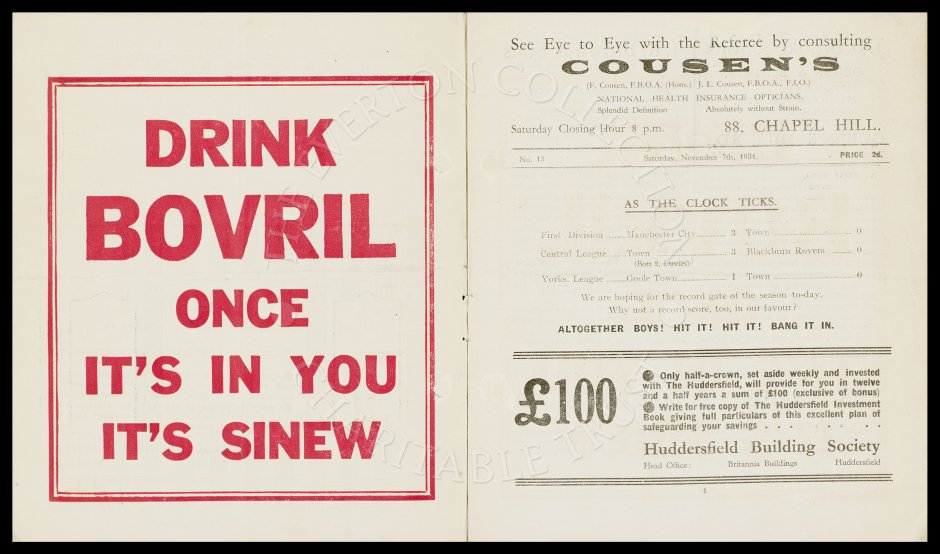 DRINK
BOVRIL
ONCE
IT'S IN YOU
IT'S SINEW
See Eye to Eye with the Referee by consulting
COUSEN'S
(F. Cousen, F.B.O.A. (Hons.) J. L. Cousen, F.B.O.A., F.I.O.)
NATIONAL HEALTH INSURANCE OPTICIANS.
Splendid Definition Absolutely without Strain.
Saturday Closing Hour 8 p.m. 88, CHAPEL HILL.
No. 13 Saturday, November 7th, 1931. PRICE 2d.
AS THE CLOCK TICKS.
First Division ...... Manchester City ......... 3 Town ........................... 0
Central League .... Town ......................... 3 Blackburn Rovers ....... 0
(Bott 2, Davies)
Yorks. League ...... Goole Town ............... 1 Town ........................... 0
We are hoping for the record gate of the season to-day.
Why not a record score, too, in our favour?
ALTOGETHER BOYS! HIT IT! HIT IT! BANG IT IN.
£100
Only half-a-crown, set aside weekly and invested
with The Huddersfield, will provide for you in twelve
and a half years a sum of £100 (exclusive of bonus)
Write for free copy of The Huddersfield Investment
Book giving full particulars of this excellent plan of
safeguarding your savings . . . . . .
Huddersfield Building Society
Head Office: Britannia Buildings Huddersfield
THE EVERTON COLLECTION
CHARITABLE TRUST